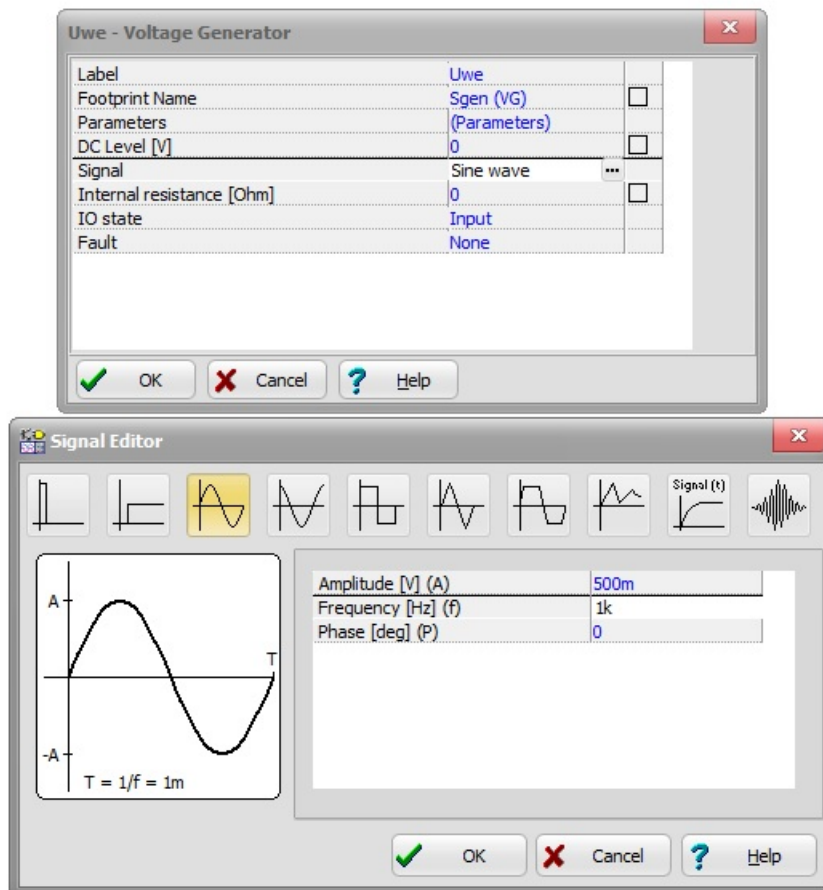 Uwe - Voltage Generator
Label Uwe
Footprint Name Sgen (VG)
Parameters (Parameters)
DC Level [V] 0
Signal Sine wave ...
Internal resistance [Ohm] 0
IO state Input
Fault None
OK Cancel Help
Signal Editor
Signal (t)
Amplitude [V] (A) 500m
Frequency [Hz] (f) 1k
Phase [deg] (P) 0
A
T
-A
T = 1/f = 1m
OK Cancel Help